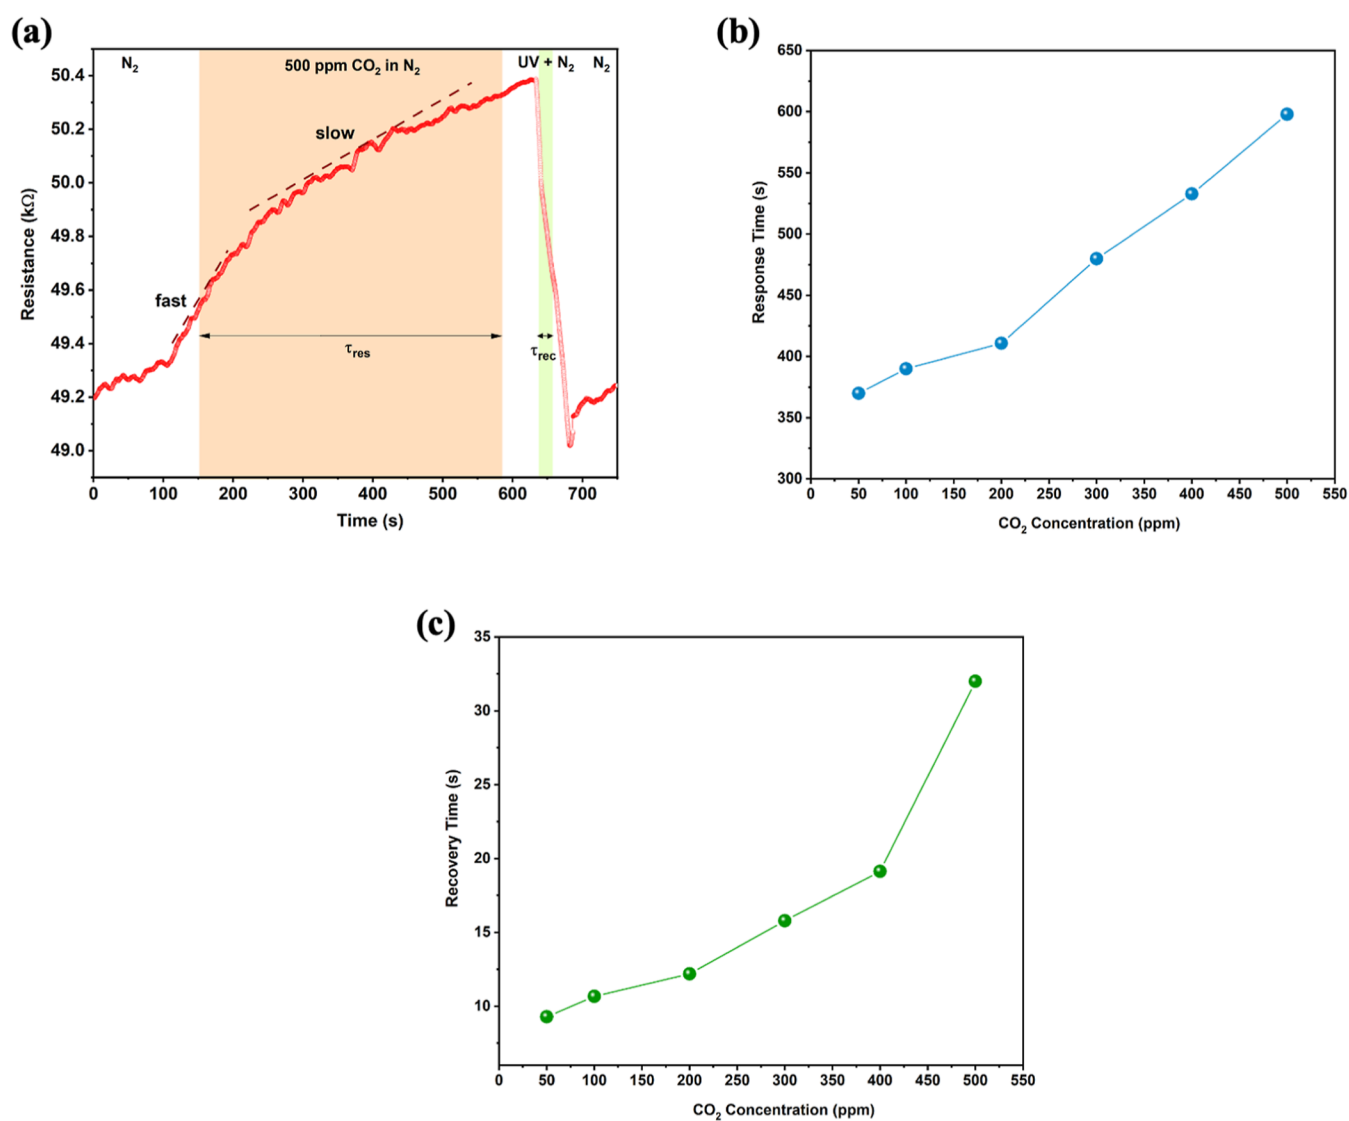 (a)
N₂
500 ppm CO₂ in N₂
UV + N₂
N₂
slow
fast
τres
τrec
50.4
50.2
50.0
49.8
49.6
49.4
49.2
49.0
Resistance (kΩ)
0 100 200 300 400 500 600 700
Time (s)
(b)
650
600
550
500
450
400
350
300
Response Time (s)
0 50 100 150 200 250 300 350 400 450 500 550
CO₂ Concentration (ppm)
(c)
35
30
25
20
15
10
Recovery Time (s)
0 50 100 150 200 250 300 350 400 450 500 550
CO₂ Concentration (ppm)